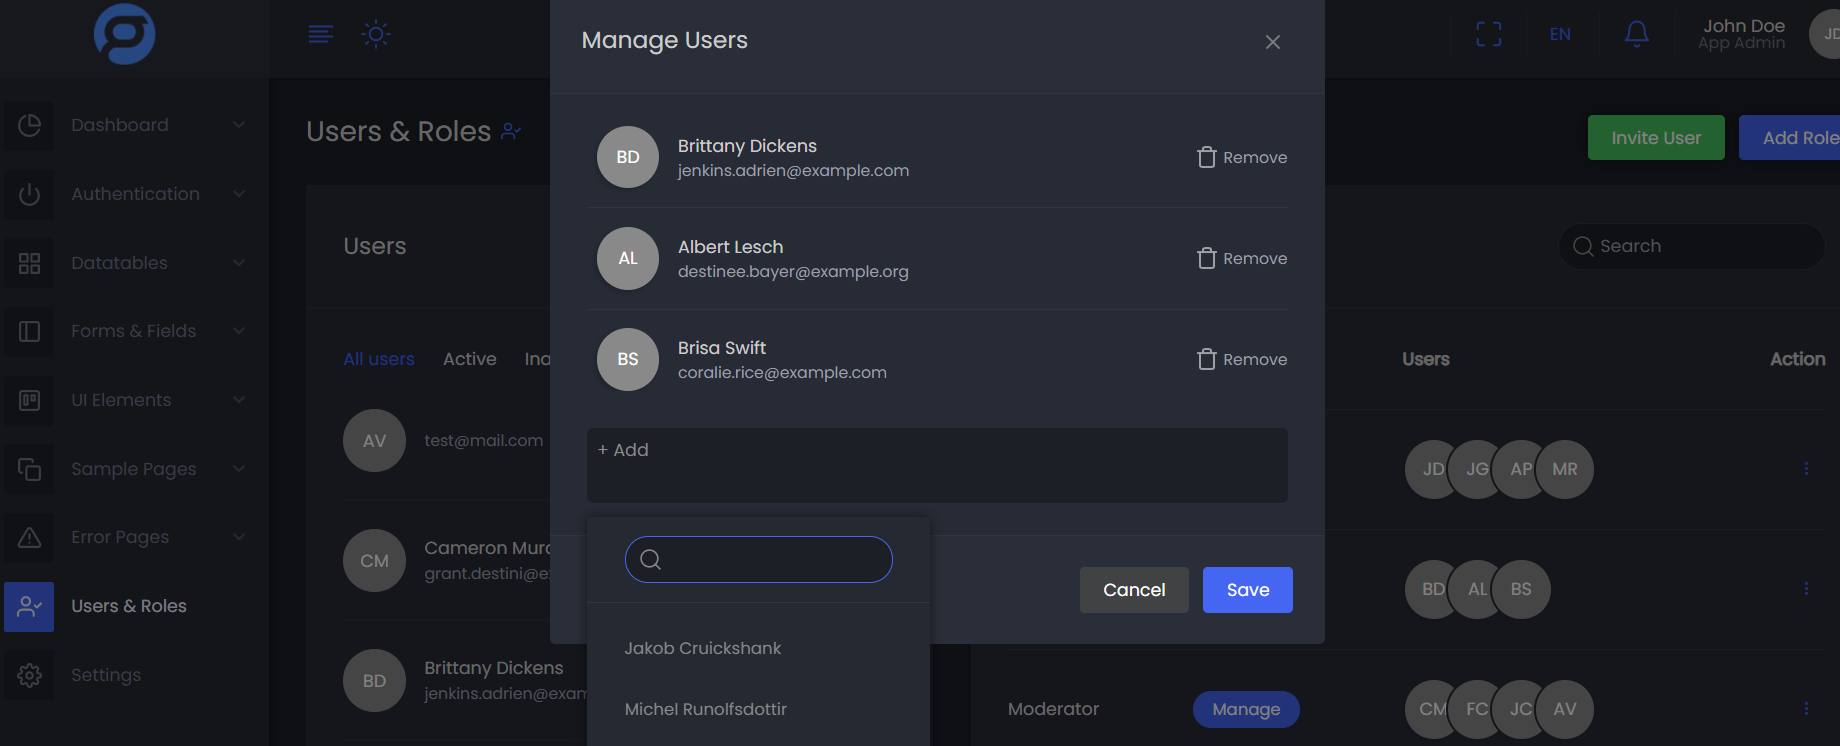 Manage Users
EN
John Doe
App Admin
JD
Dashboard
Authentication
Datatables
Forms & Fields
UI Elements
Sample Pages
Error Pages
Users & Roles
Settings
Users & Roles
Invite User
Add Role
Users
Search
All users
Active
Ina
AV
test@mail.com
CM
Cameron Mur
grant.destini@e
BD
Brittany Dickens
jenkins.adrien@exam
BD
Brittany Dickens
jenkins.adrien@example.com
Remove
AL
Albert Lesch
destinee.bayer@example.org
Remove
BS
Brisa Swift
coralie.rice@example.com
Remove
+ Add
Jakob Cruickshank
Michel Runolfsdottir
Cancel
Save
Users
Action
JD JG AP MR
BD AL BS
Moderator
Manage
CM FC JC AV